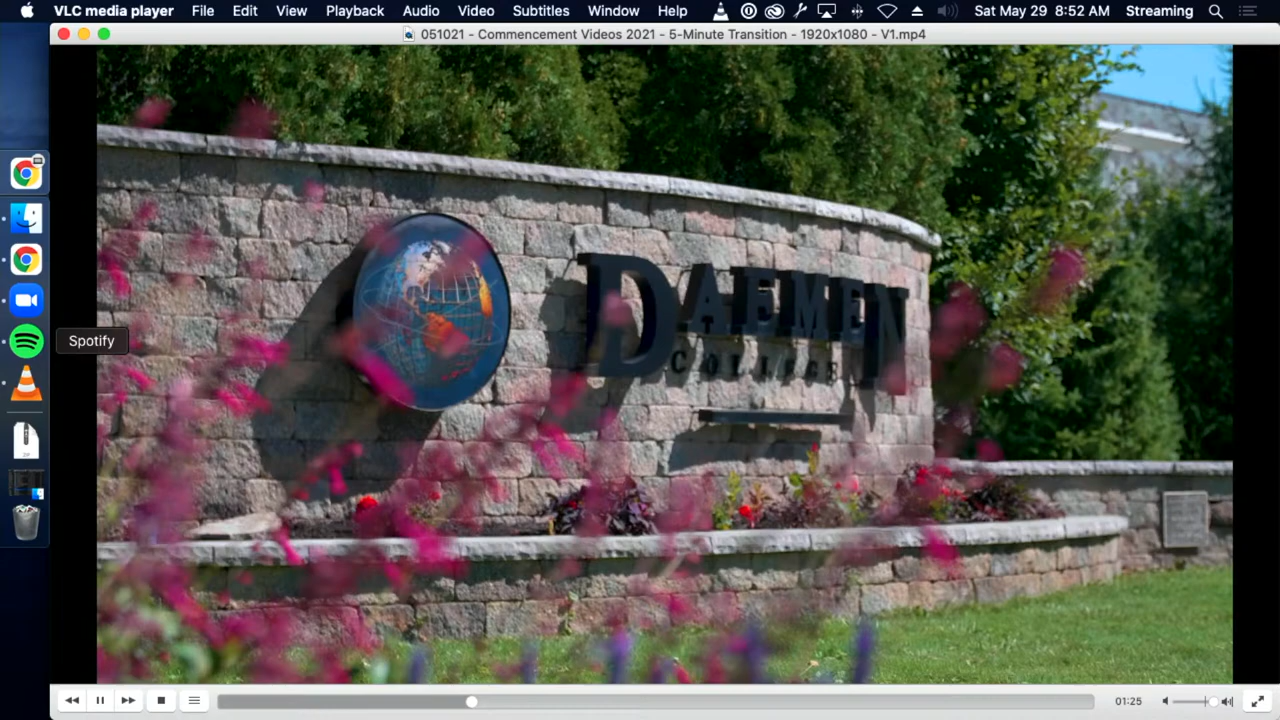 VLC media player File Edit View Playback Audio Video Subtitles Window Help Sat May 29 8:52 AM Streaming
051021 - Commencement Videos 2021 - 5-Minute Transition - 1920x1080 - V1.mp4
DAEMEN
COLLEGE
Spotify
ZIP
01:25